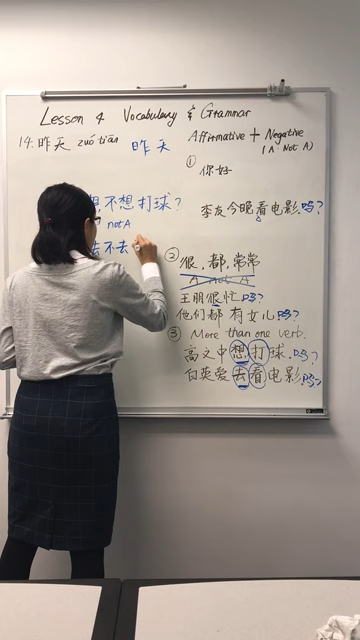 Lesson 4 Vocabulary & Grammar
14. 昨天 zuó tiān 昨天
Affirmative + Negative
(A Not A)
①
你好
想不想打球?
not A
去不去
李友今晚看电影吗?
② 很、都、常常
A not A
王朋很忙吗?
他们都有女儿吗?
③ More than one verb.
高文中想打球吗?
白英爱去看电影吗?